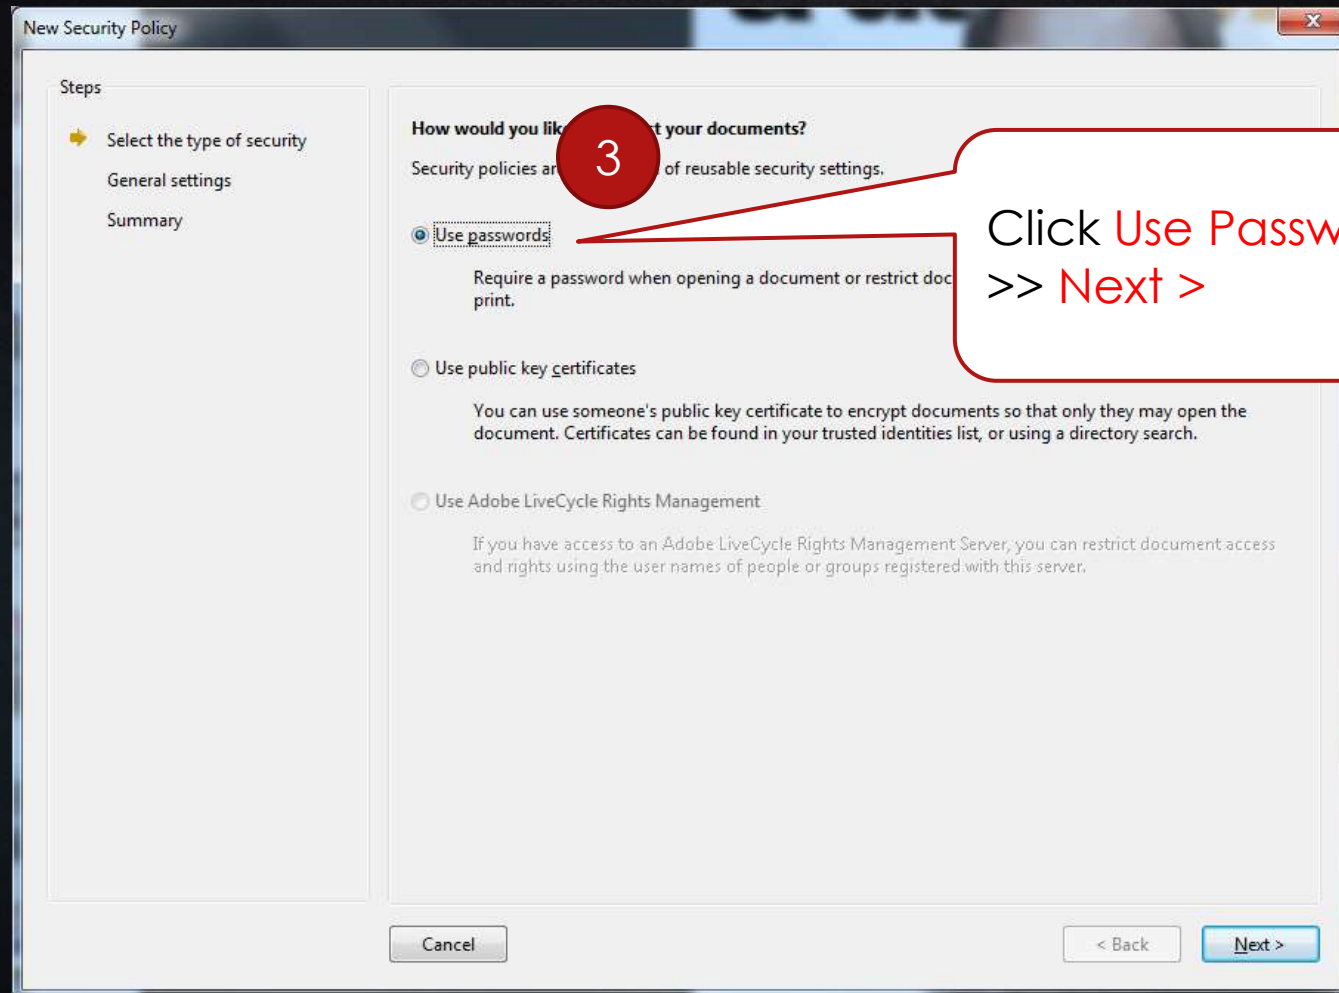 New Security Policy
Steps
Select the type of security
General settings
Summary
How would you t your documents?
Security policies of reusable security settings.
3
Use passwords
Require a password when opening a document or restrict
print.
Click Use
>> Next >
Use public key certificates
You can use someone's public key certificate to encrypt documents so that only they may open the
document. Certificates can be found in your trusted identities list, or using a directory search.
Use Adobe LiveCycle Rights Management
If you have access to an Adobe LiveCycle Rights Management Server, you can restrict document access
and rights using the user names of people or groups registered with this server.
Cancel
< Back
Next >